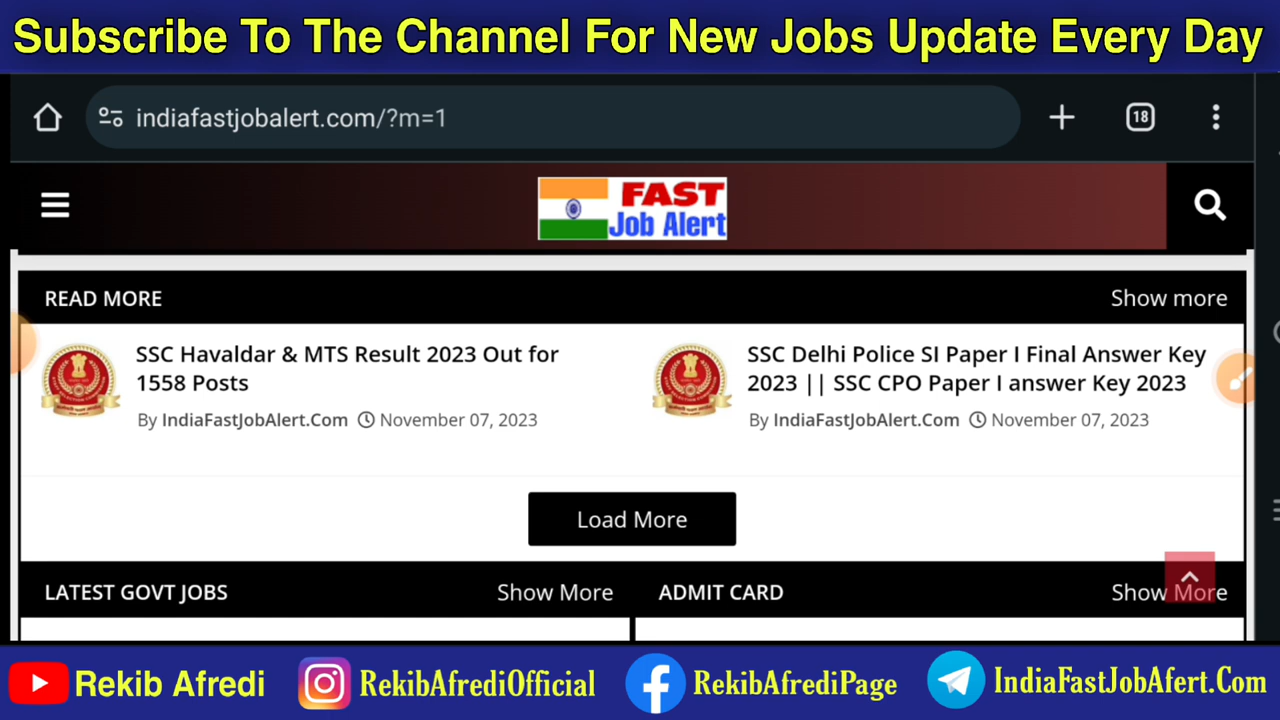 Subscribe To The Channel For New Jobs Update Every Day
indiafastjobalert.com/?m=1
18
FAST
Job Alert
READ MORE
Show more
SSC Havaldar & MTS Result 2023 Out for
1558 Posts
By IndiaFastJobAlert.Com November 07, 2023
SSC Delhi Police SI Paper I Final Answer Key
2023 || SSC CPO Paper I answer Key 2023
By IndiaFastJobAlert.Com November 07, 2023
Load More
LATEST GOVT JOBS
Show More
ADMIT CARD
Show More
Rekib Afredi
RekibAfrediOfficial
RekibAfrediPage
IndiaFastJobAfert.Com